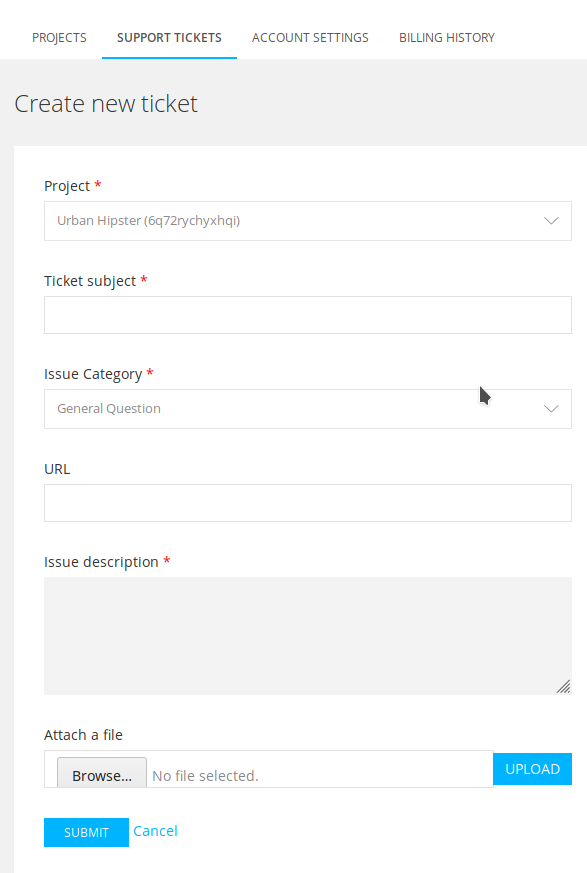 PROJECTS SUPPORT TICKETS ACCOUNT SETTINGS BILLING HISTORY
Create new ticket
Project *
Urban Hipster (6q72rychyxhqi)
Ticket subject *
Issue Category *
General Question
URL
Issue description *
Attach a file
Browse... No file selected. UPLOAD
SUBMIT Cancel